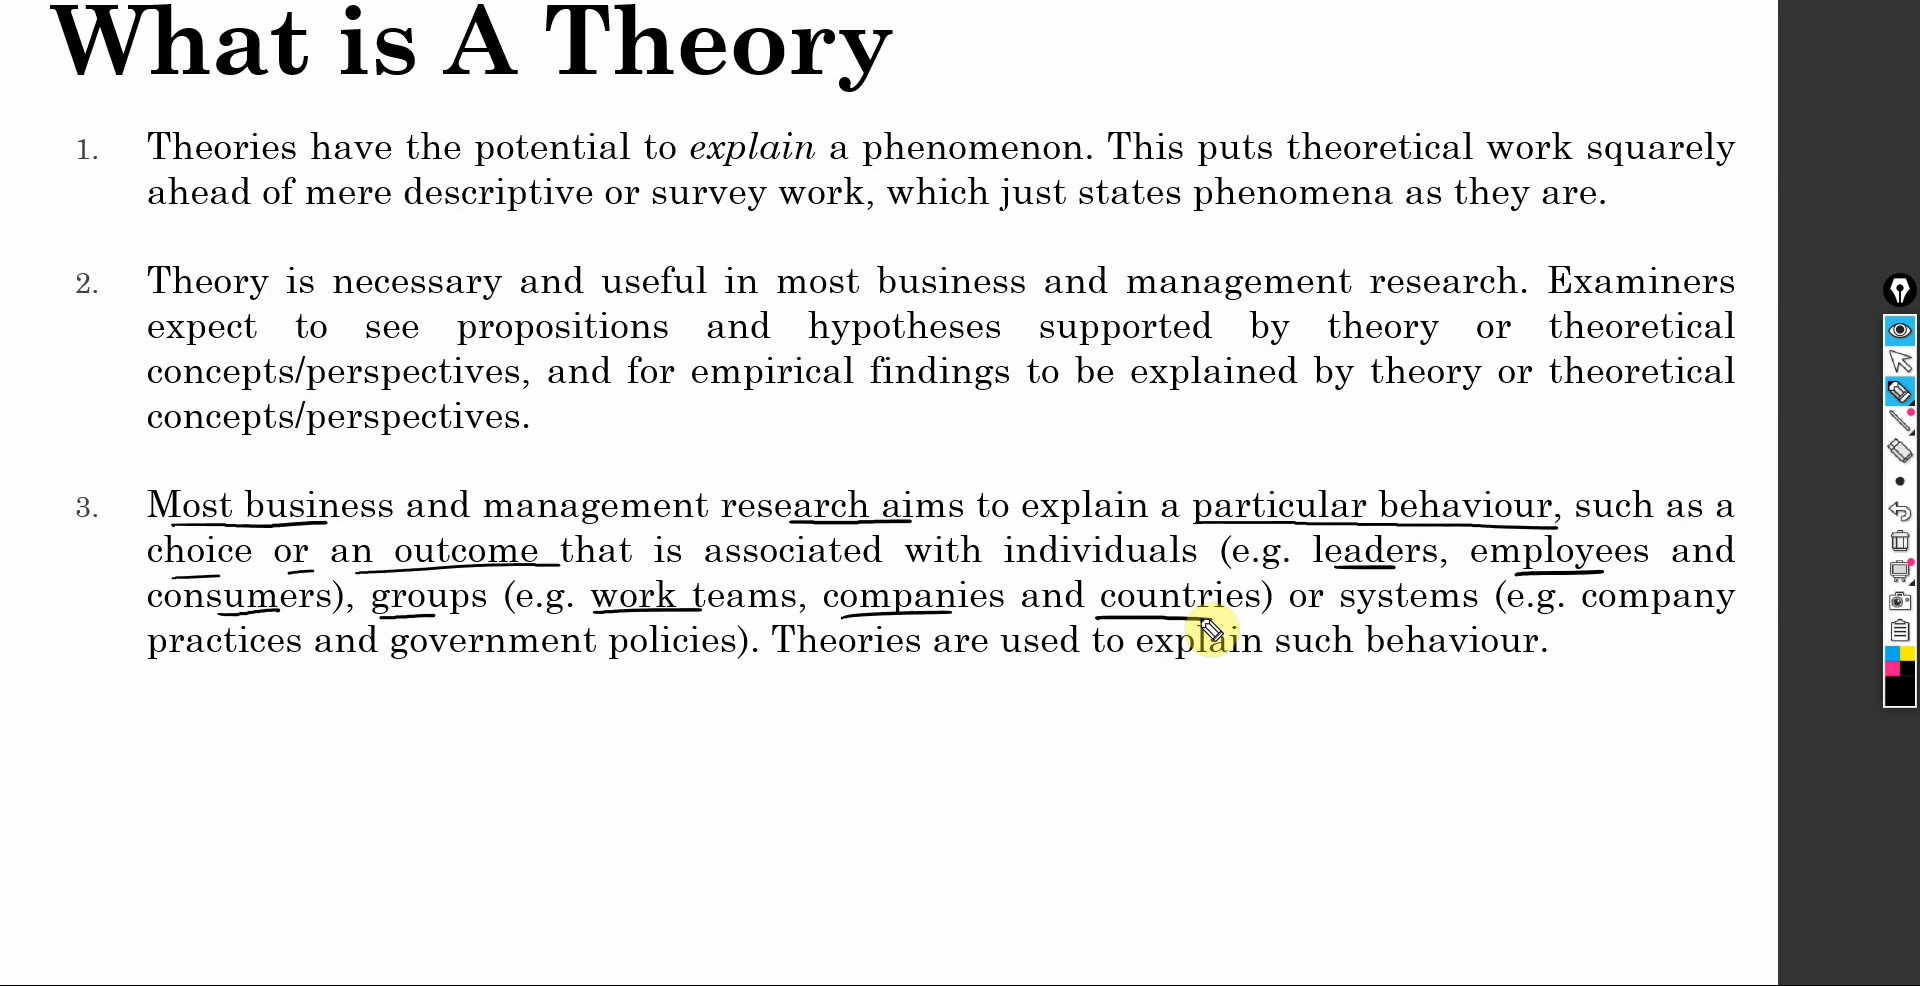 What is A Theory
1. Theories have the potential to explain a phenomenon. This puts theoretical work squarely
ahead of mere descriptive or survey work, which just states phenomena as they are.
2. Theory is necessary and useful in most business and management research. Examiners
expect to see propositions and hypotheses supported by theory or theoretical
concepts/perspectives, and for empirical findings to be explained by theory or theoretical
concepts/perspectives.
3. Most business and management research aims to explain a particular behaviour, such as a
choice or an outcome that is associated with individuals (e.g. leaders, employees and
consumers), groups (e.g. work teams, companies and countries) or systems (e.g. company
practices and government policies). Theories are used to explain such behaviour.